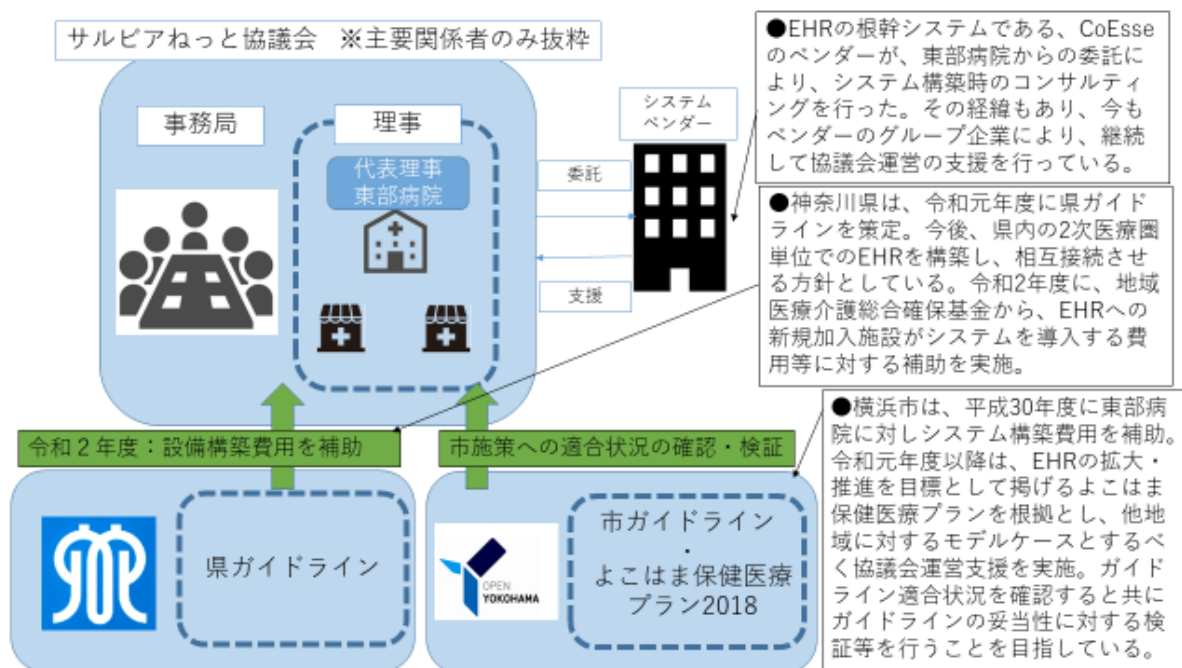 サルビアねっと協議会　※主要関係者のみ抜粋
事務局
理事
代表理事
東部病院
システム
ベンダー
委託
支援
●EHRの根幹システムである、CoEsse
のベンダーが、東部病院からの委託によ
り、システム構築時のコンサルティ
ングを行った。その経緯もあり、今も
ベンダーのグループ企業により、継続
して協議会運営の支援を行っている。
●神奈川県は、令和元年度に県ガイド
ラインを策定。今後、県内の2次医療圏
単位でのEHRを構築し、相互接続させ
る方針としている。令和2年度に、地域
医療介護総合確保基金から、EHRへの
新規加入施設がシステムを導入する費
用等に対する補助を実施。
令和２年度：設備構築費用を補助
市施策への適合状況の確認・検証
県ガイドライン
OPEN
YOKOHAMA
市ガイドライン
・
よこはま保健医療
プラン2018
●横浜市は、平成30年度に東部病
院に対しシステム構築費用を補助。
令和元年度以降は、EHRの拡大・
推進を目標として掲げるよこはま
保健医療プランを根拠とし、他地
域に対するモデルケースとするべ
く協議会運営支援を実施。ガイド
ライン適合状況を確認すると共に
ガイドラインの妥当性に対する検
証等を行うことを目指している。